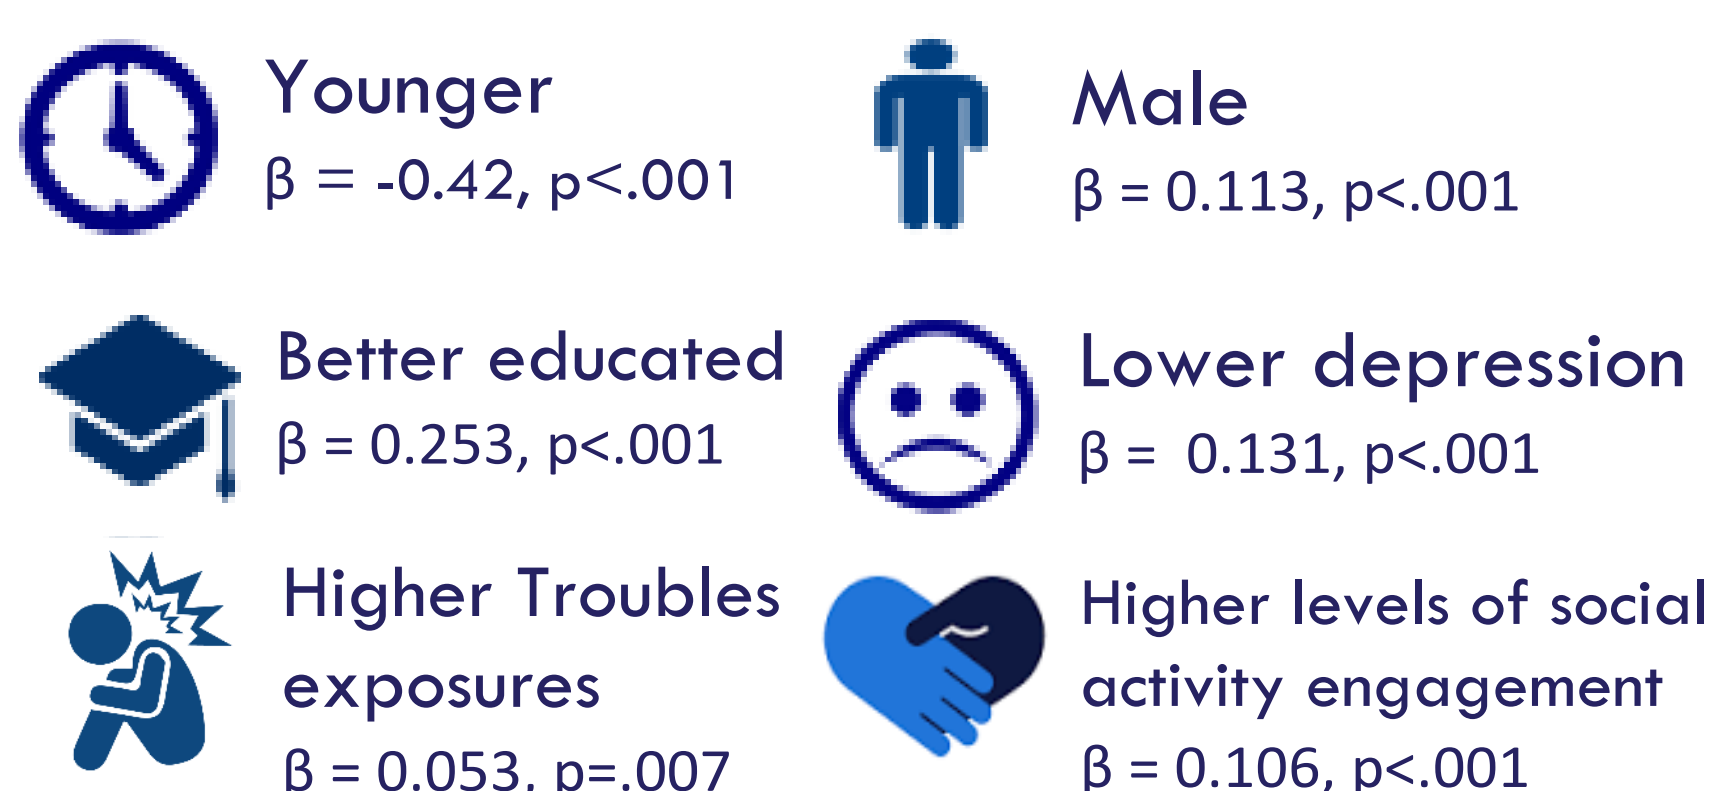 Younger
β = -0.42, p<.001
Male
β = 0.113, p<.001
Better educated
β = 0.253, p<.001
Lower depression
β =  0.131, p<.001
Higher Troubles
exposures
β = 0.053, p=.007
Higher levels of social
activity engagement
β = 0.106, p<.001